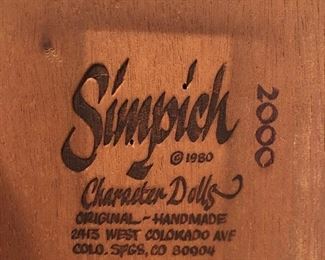 Simpich
© 1980
Character Dolls
ORIGINAL ~ HANDMADE
2413 WEST COLORADO AVE
COLO. SPGS, CO 80904
2000